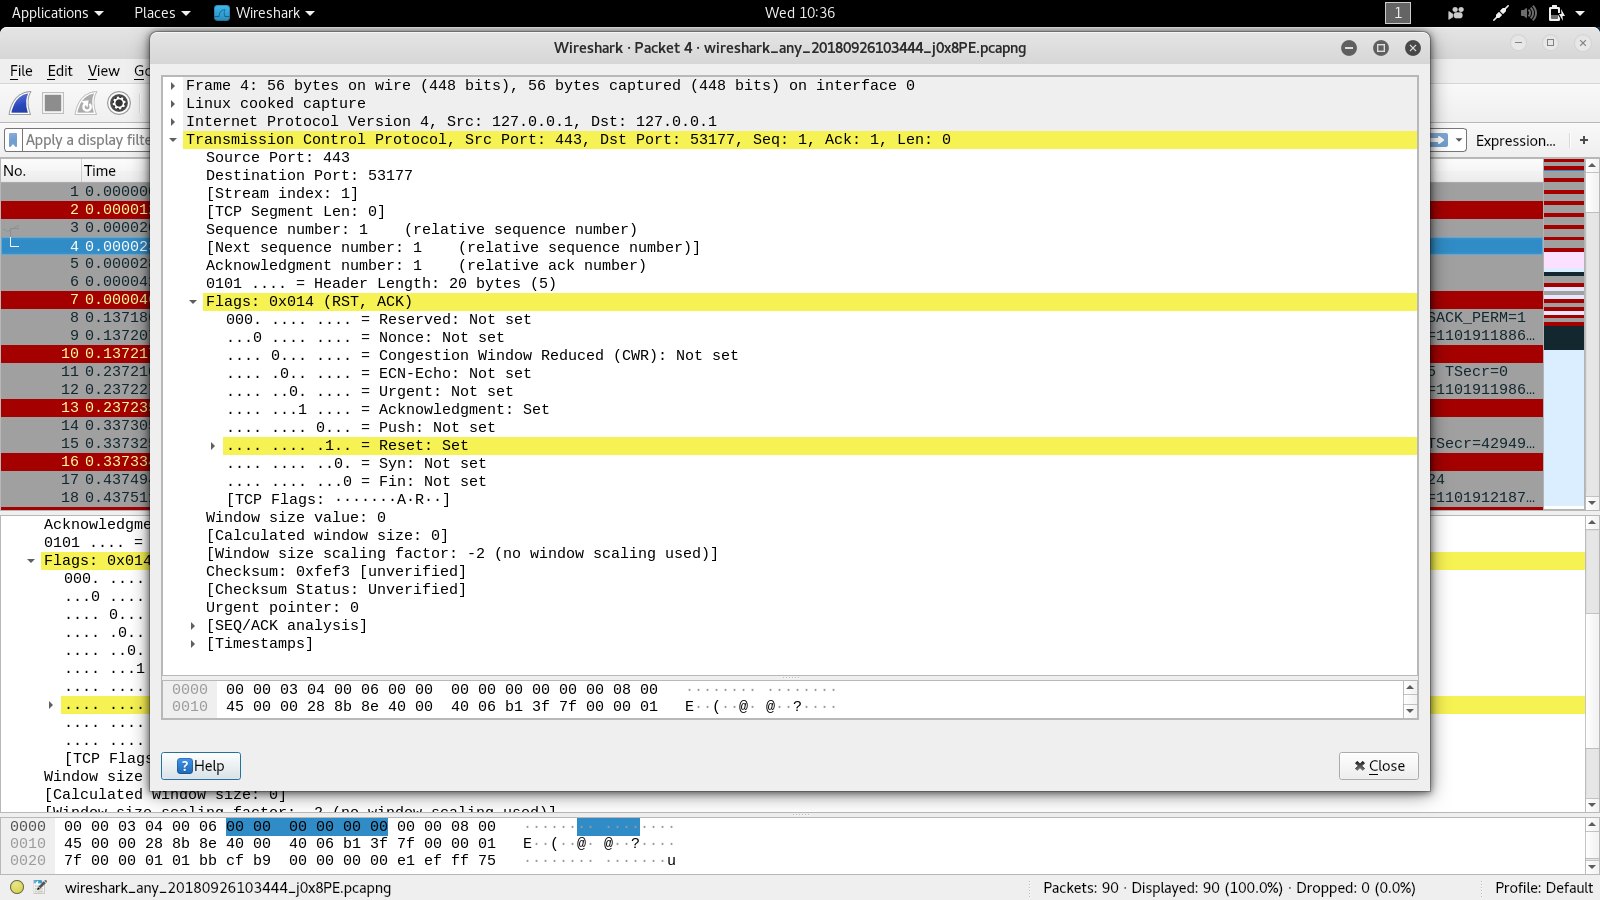 Applications Places Wireshark Wed 10:36 1
Wireshark · Packet 4 · wireshark_any_20180926103444_j0x8PE.pcapng
File Edit View Go
Apply a display filte Expression... +
No. Time
1 0.000000
2 0.000001
3 0.00002
4 0.00002
5 0.00002
6 0.00004
7 0.00004
8 0.13718 SACK_PERM=1
9 0.13720 =1101911886...
10 0.13721
11 0.23721 5 TSecr=0
12 0.23722 =1101911986...
13 0.23723
14 0.33730
15 0.33732 TSecr=42949...
16 0.33733
17 0.43749 24
18 0.43751 =1101912187...
Frame 4: 56 bytes on wire (448 bits), 56 bytes captured (448 bits) on interface 0
Linux cooked capture
Internet Protocol Version 4, Src: 127.0.0.1, Dst: 127.0.0.1
Transmission Control Protocol, Src Port: 443, Dst Port: 53177, Seq: 1, Ack: 1, Len: 0
Source Port: 443
Destination Port: 53177
[Stream index: 1]
[TCP Segment Len: 0]
Sequence number: 1 (relative sequence number)
[Next sequence number: 1 (relative sequence number)]
Acknowledgment number: 1 (relative ack number)
0101 .... = Header Length: 20 bytes (5)
Flags: 0x014 (RST, ACK)
000. .... .... = Reserved: Not set
...0 .... .... = Nonce: Not set
.... 0... .... = Congestion Window Reduced (CWR): Not set
.... .0.. .... = ECN-Echo: Not set
.... ..0. .... = Urgent: Not set
.... ...1 .... = Acknowledgment: Set
.... .... 0... = Push: Not set
.... .... .1.. = Reset: Set
.... .... ..0. = Syn: Not set
.... .... ...0 = Fin: Not set
[TCP Flags: ·······A·R··]
Window size value: 0
[Calculated window size: 0]
[Window size scaling factor: -2 (no window scaling used)]
Checksum: 0xfef3 [unverified]
[Checksum Status: Unverified]
Urgent pointer: 0
[SEQ/ACK analysis]
[Timestamps]
0000 00 00 03 04 00 06 00 00 00 00 00 00 00 00 08 00 ········ ········
0010 45 00 00 28 8b 8e 40 00 40 06 b1 3f 7f 00 00 01 E··(··@· @··?····
Help Close
Acknowledgme
0101 .... =
Flags: 0x014
000. ....
...0 ....
.... 0...
.... .0..
.... ..0.
.... ...1
.... ....
.... ....
.... ....
.... ....
[TCP Flags
Window size
[Calculated window size: 0]
[Window size scaling factor: -2 (no window scaling used)]
0000 00 00 03 04 00 06 00 00 00 00 00 00 00 00 08 00 ········ ········
0010 45 00 00 28 8b 8e 40 00 40 06 b1 3f 7f 00 00 01 E··(··@· @··?····
0020 7f 00 00 01 01 bb cf b9 00 00 00 00 e1 ef ff 75 ········ ·······u
wireshark_any_20180926103444_j0x8PE.pcapng Packets: 90 · Displayed: 90 (100.0%) · Dropped: 0 (0.0%) Profile: Default